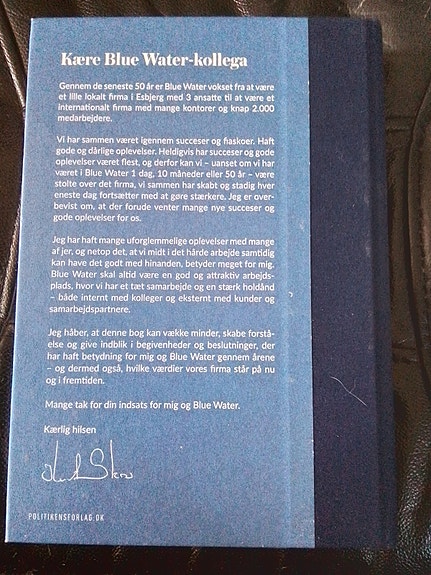 Kære Blue Water-kollega
Gennem de seneste 50 år er Blue Water vokset fra at være
et lille lokalt firma i Esbjerg med 3 ansatte til at være et
internationalt firma med mange kontorer og knap 2.000
medarbejdere.
Vi har sammen været igennem succeser og fiaskoer. Haft
gode og dårlige oplevelser. Heldigvis har succeser og gode
oplevelser været flest, og derfor kan vi – uanset om vi har
været i Blue Water 1 dag, 10 måneder eller 50 år – være
stolte over det firma, vi sammen har skabt og stadig hver
eneste dag fortsætter med at gøre stærkere. Jeg er over-
bevist om, at der forude venter mange nye succeser og
gode oplevelser for os.
Jeg har haft mange uforglemmelige oplevelser med mange
af jer, og netop det, at vi midt i det hårde arbejde samtidig
kan have det godt med hinanden, betyder meget for mig.
Blue Water skal altid være en god og attraktiv arbejds-
plads, hvor vi har et tæt samarbejde og en stærk holdånd
– både internt med kolleger og eksternt med kunder og
samarbejdspartnere.
Jeg håber, at denne bog kan vække minder, skabe forstå-
else og give indblik i begivenheder og beslutninger, der
har haft betydning for mig og Blue Water gennem årene
– og dermed også, hvilke værdier vores firma står på nu
og i fremtiden.
Mange tak for din indsats for mig og Blue Water.
Kærlig hilsen
POLITIKENSFORLAG.DK